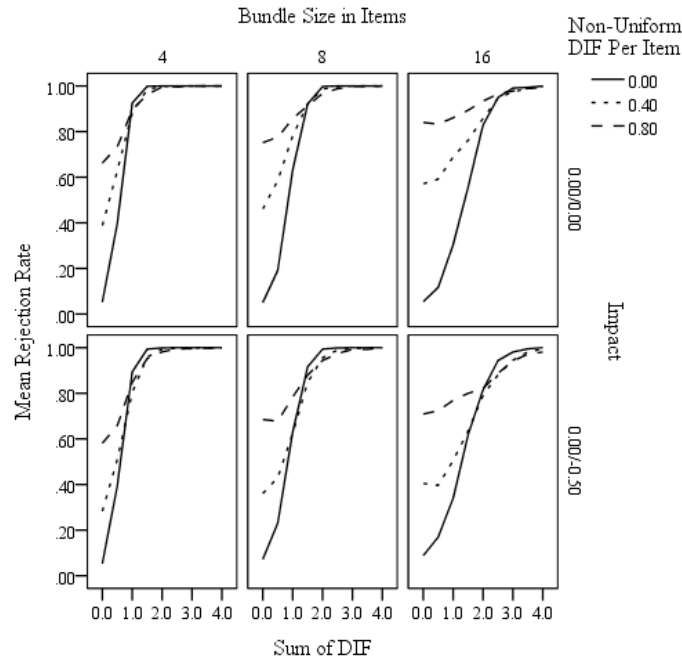 Bundle Size in Items
4 8 16
Non-Uniform
DIF Per Item
0.00
0.40
0.80
Mean Rejection Rate
1.00
.80
.60
.40
.20
.00
0.00/0.00
Impact
1.00
.80
.60
.40
.20
.00
0.00/-0.50
0.0 1.0 2.0 3.0 4.0 0.0 1.0 2.0 3.0 4.0 0.0 1.0 2.0 3.0 4.0
Sum of DIF